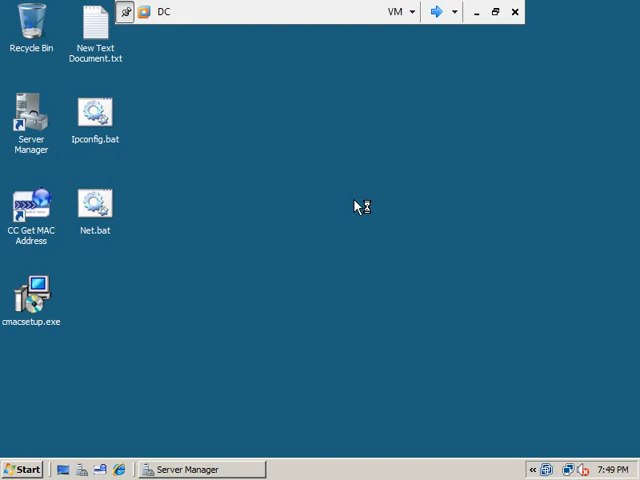 DC
VM
Recycle Bin
New Text
Document.txt
Server
Manager
Ipconfig.bat
CC Get MAC
Address
Net.bat
cmacsetup.exe
Start
Server Manager
7:49 PM